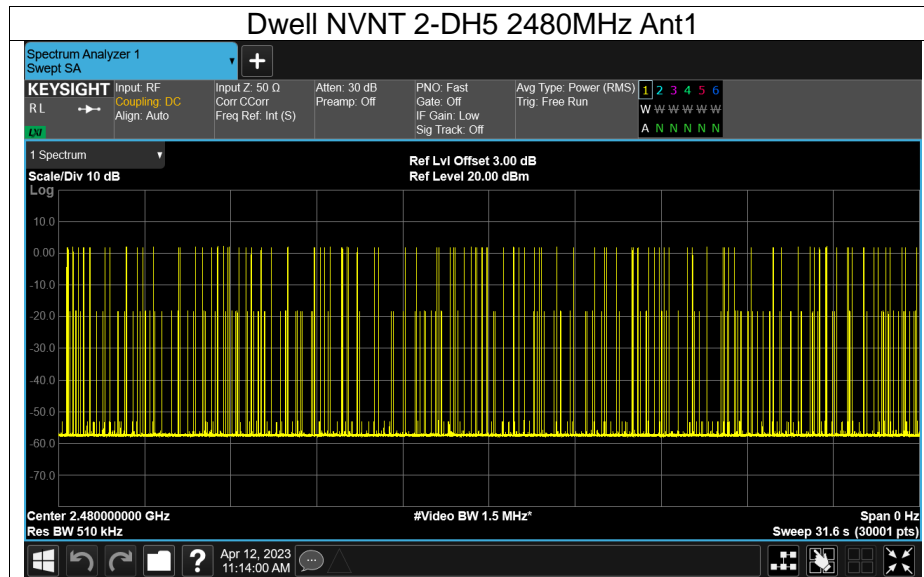 Dwell NVNT 2-DH5 2480MHz Ant1
Spectrum Analyzer 1
Swept SA
+
KEYSIGHT
R L
LXI
Input: RF
Coupling: DC
Align: Auto
Input Z: 50 Ω
Corr CCorr
Freq Ref: Int (S)
Atten: 30 dB
Preamp: Off
PNO: Fast
Gate: Off
IF Gain: Low
Sig Track: Off
Avg Type: Power (RMS)
Trig: Free Run
1 2 3 4 5 6
W W W W W W
A N N N N N
1 Spectrum
Scale/Div 10 dB
Ref Lvl Offset 3.00 dB
Ref Level 20.00 dBm
Log
10.0
0.00
-10.0
-20.0
-30.0
-40.0
-50.0
-60.0
-70.0
Center 2.480000000 GHz
#Video BW 1.5 MHz*
Span 0 Hz
Res BW 510 kHz
Sweep 31.6 s (30001 pts)
?
Apr 12, 2023
11:14:00 AM